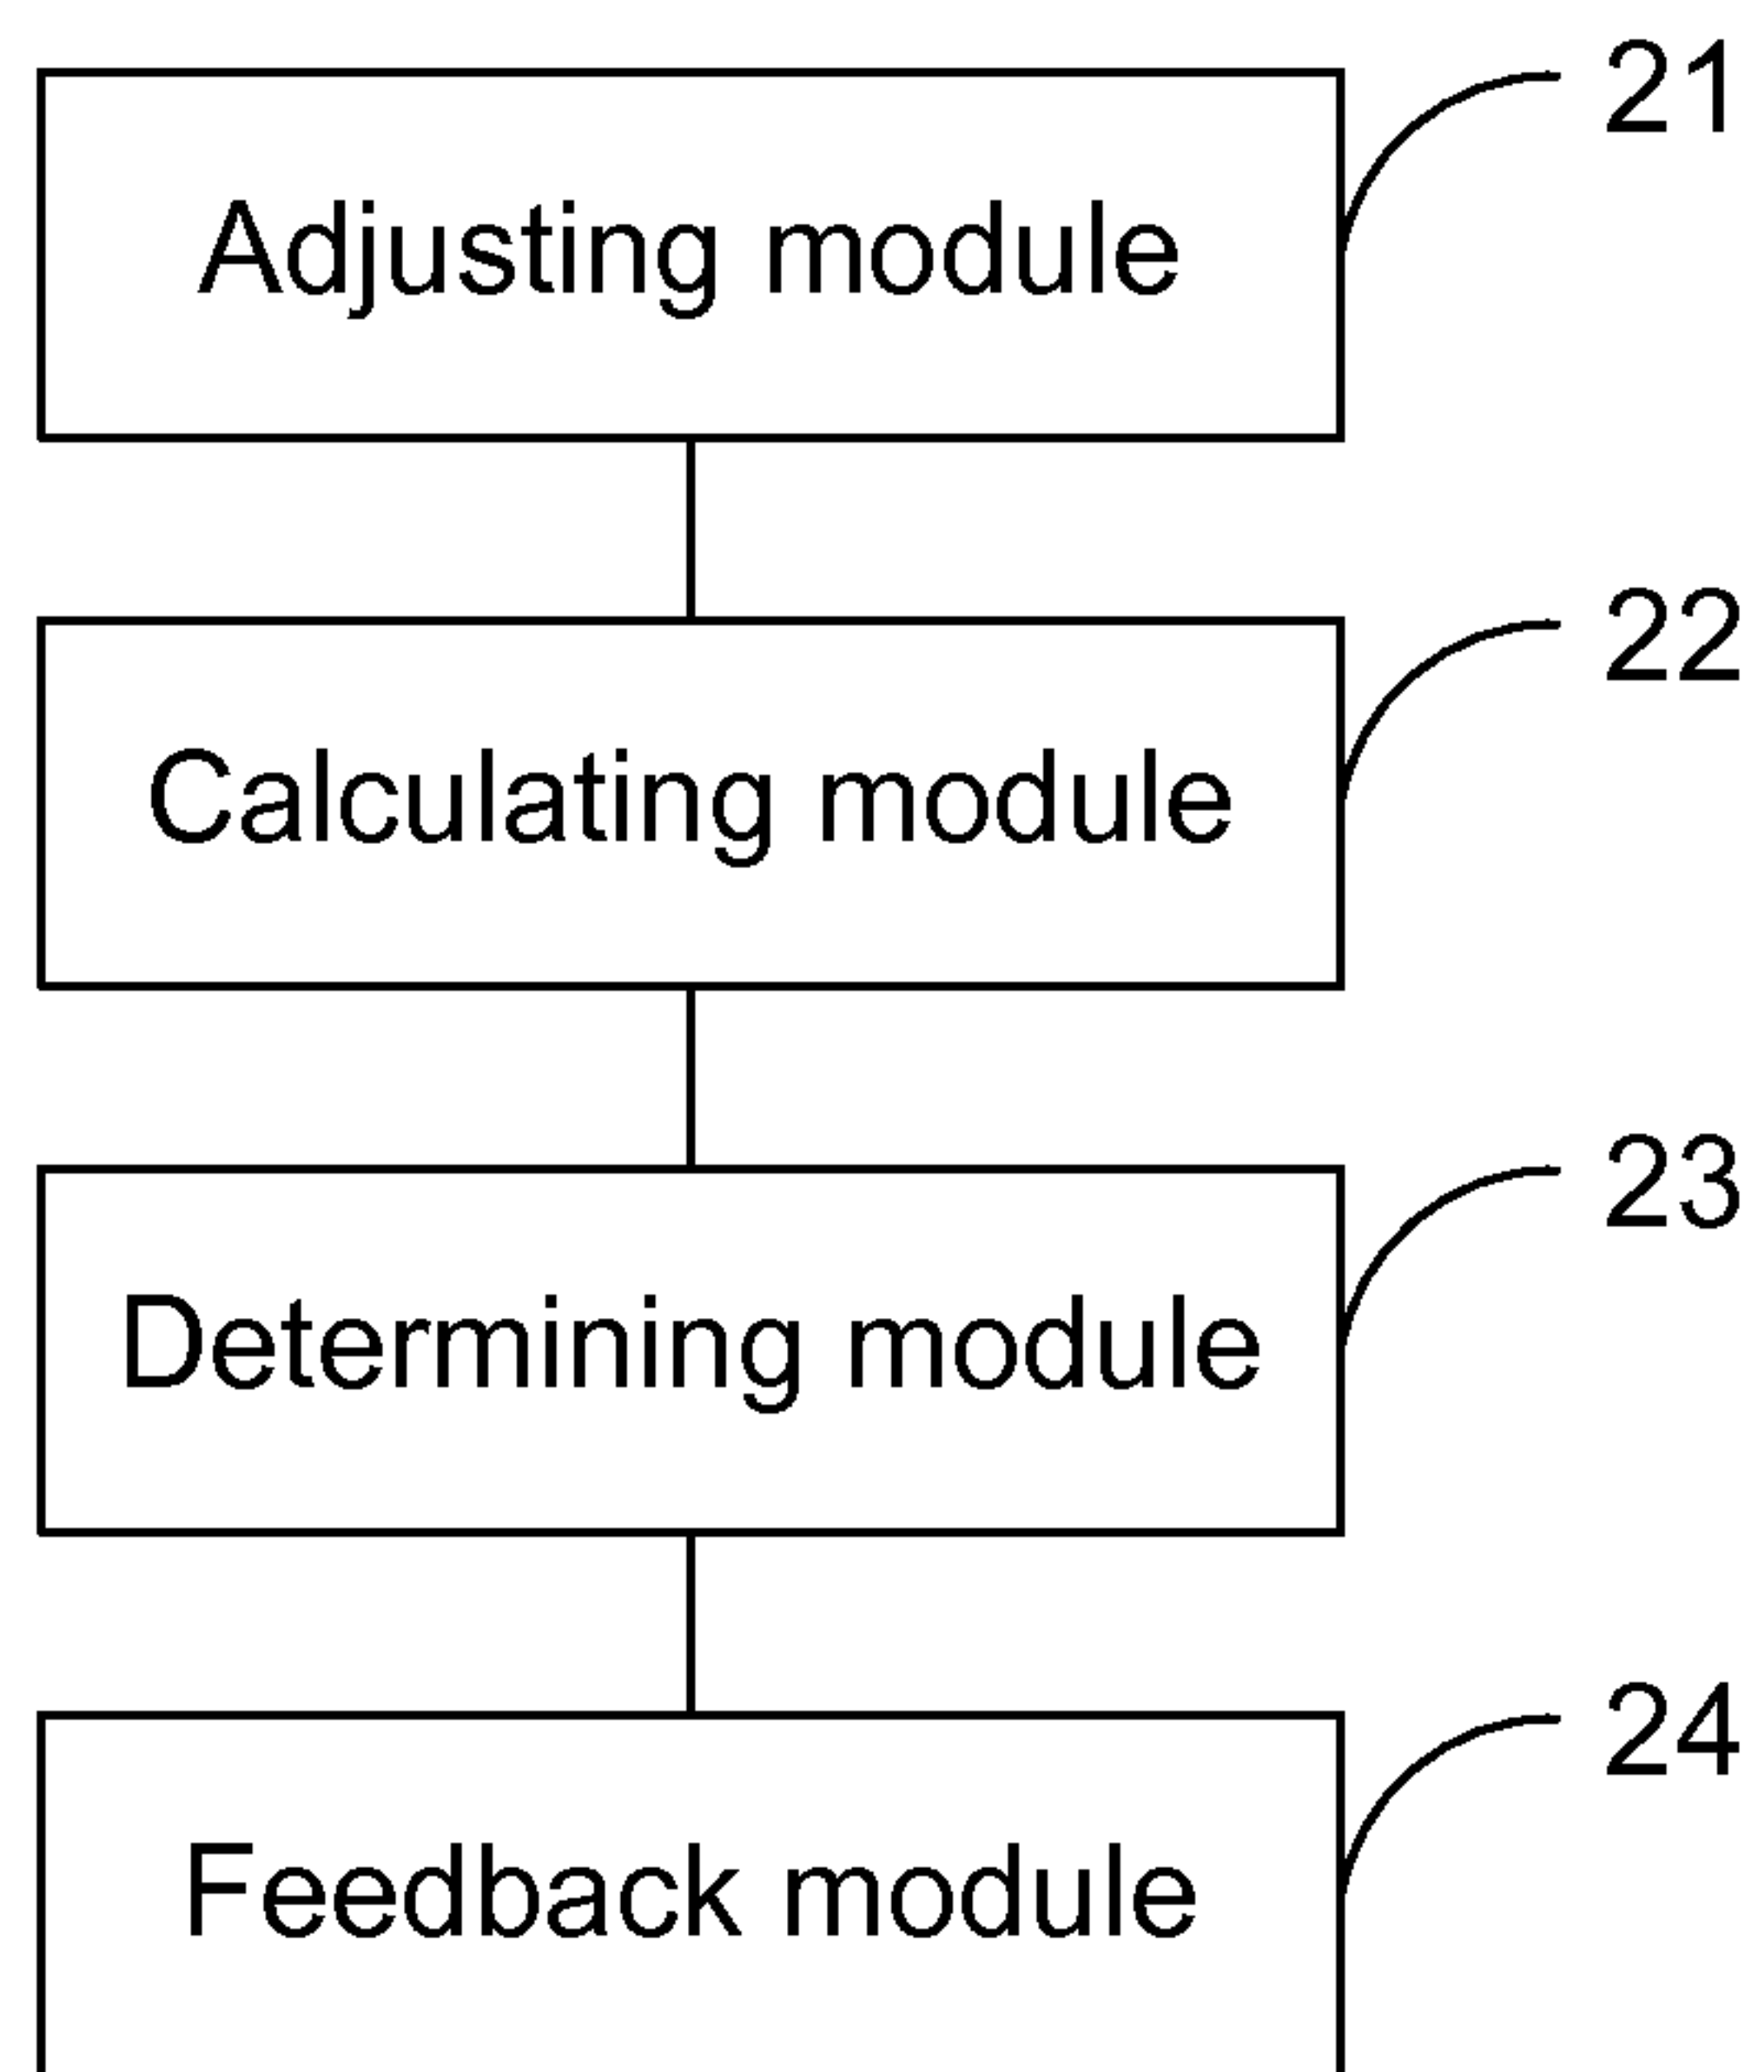 21
Adjusting module
22
Calculating module
23
Determining module
24
Feedback module